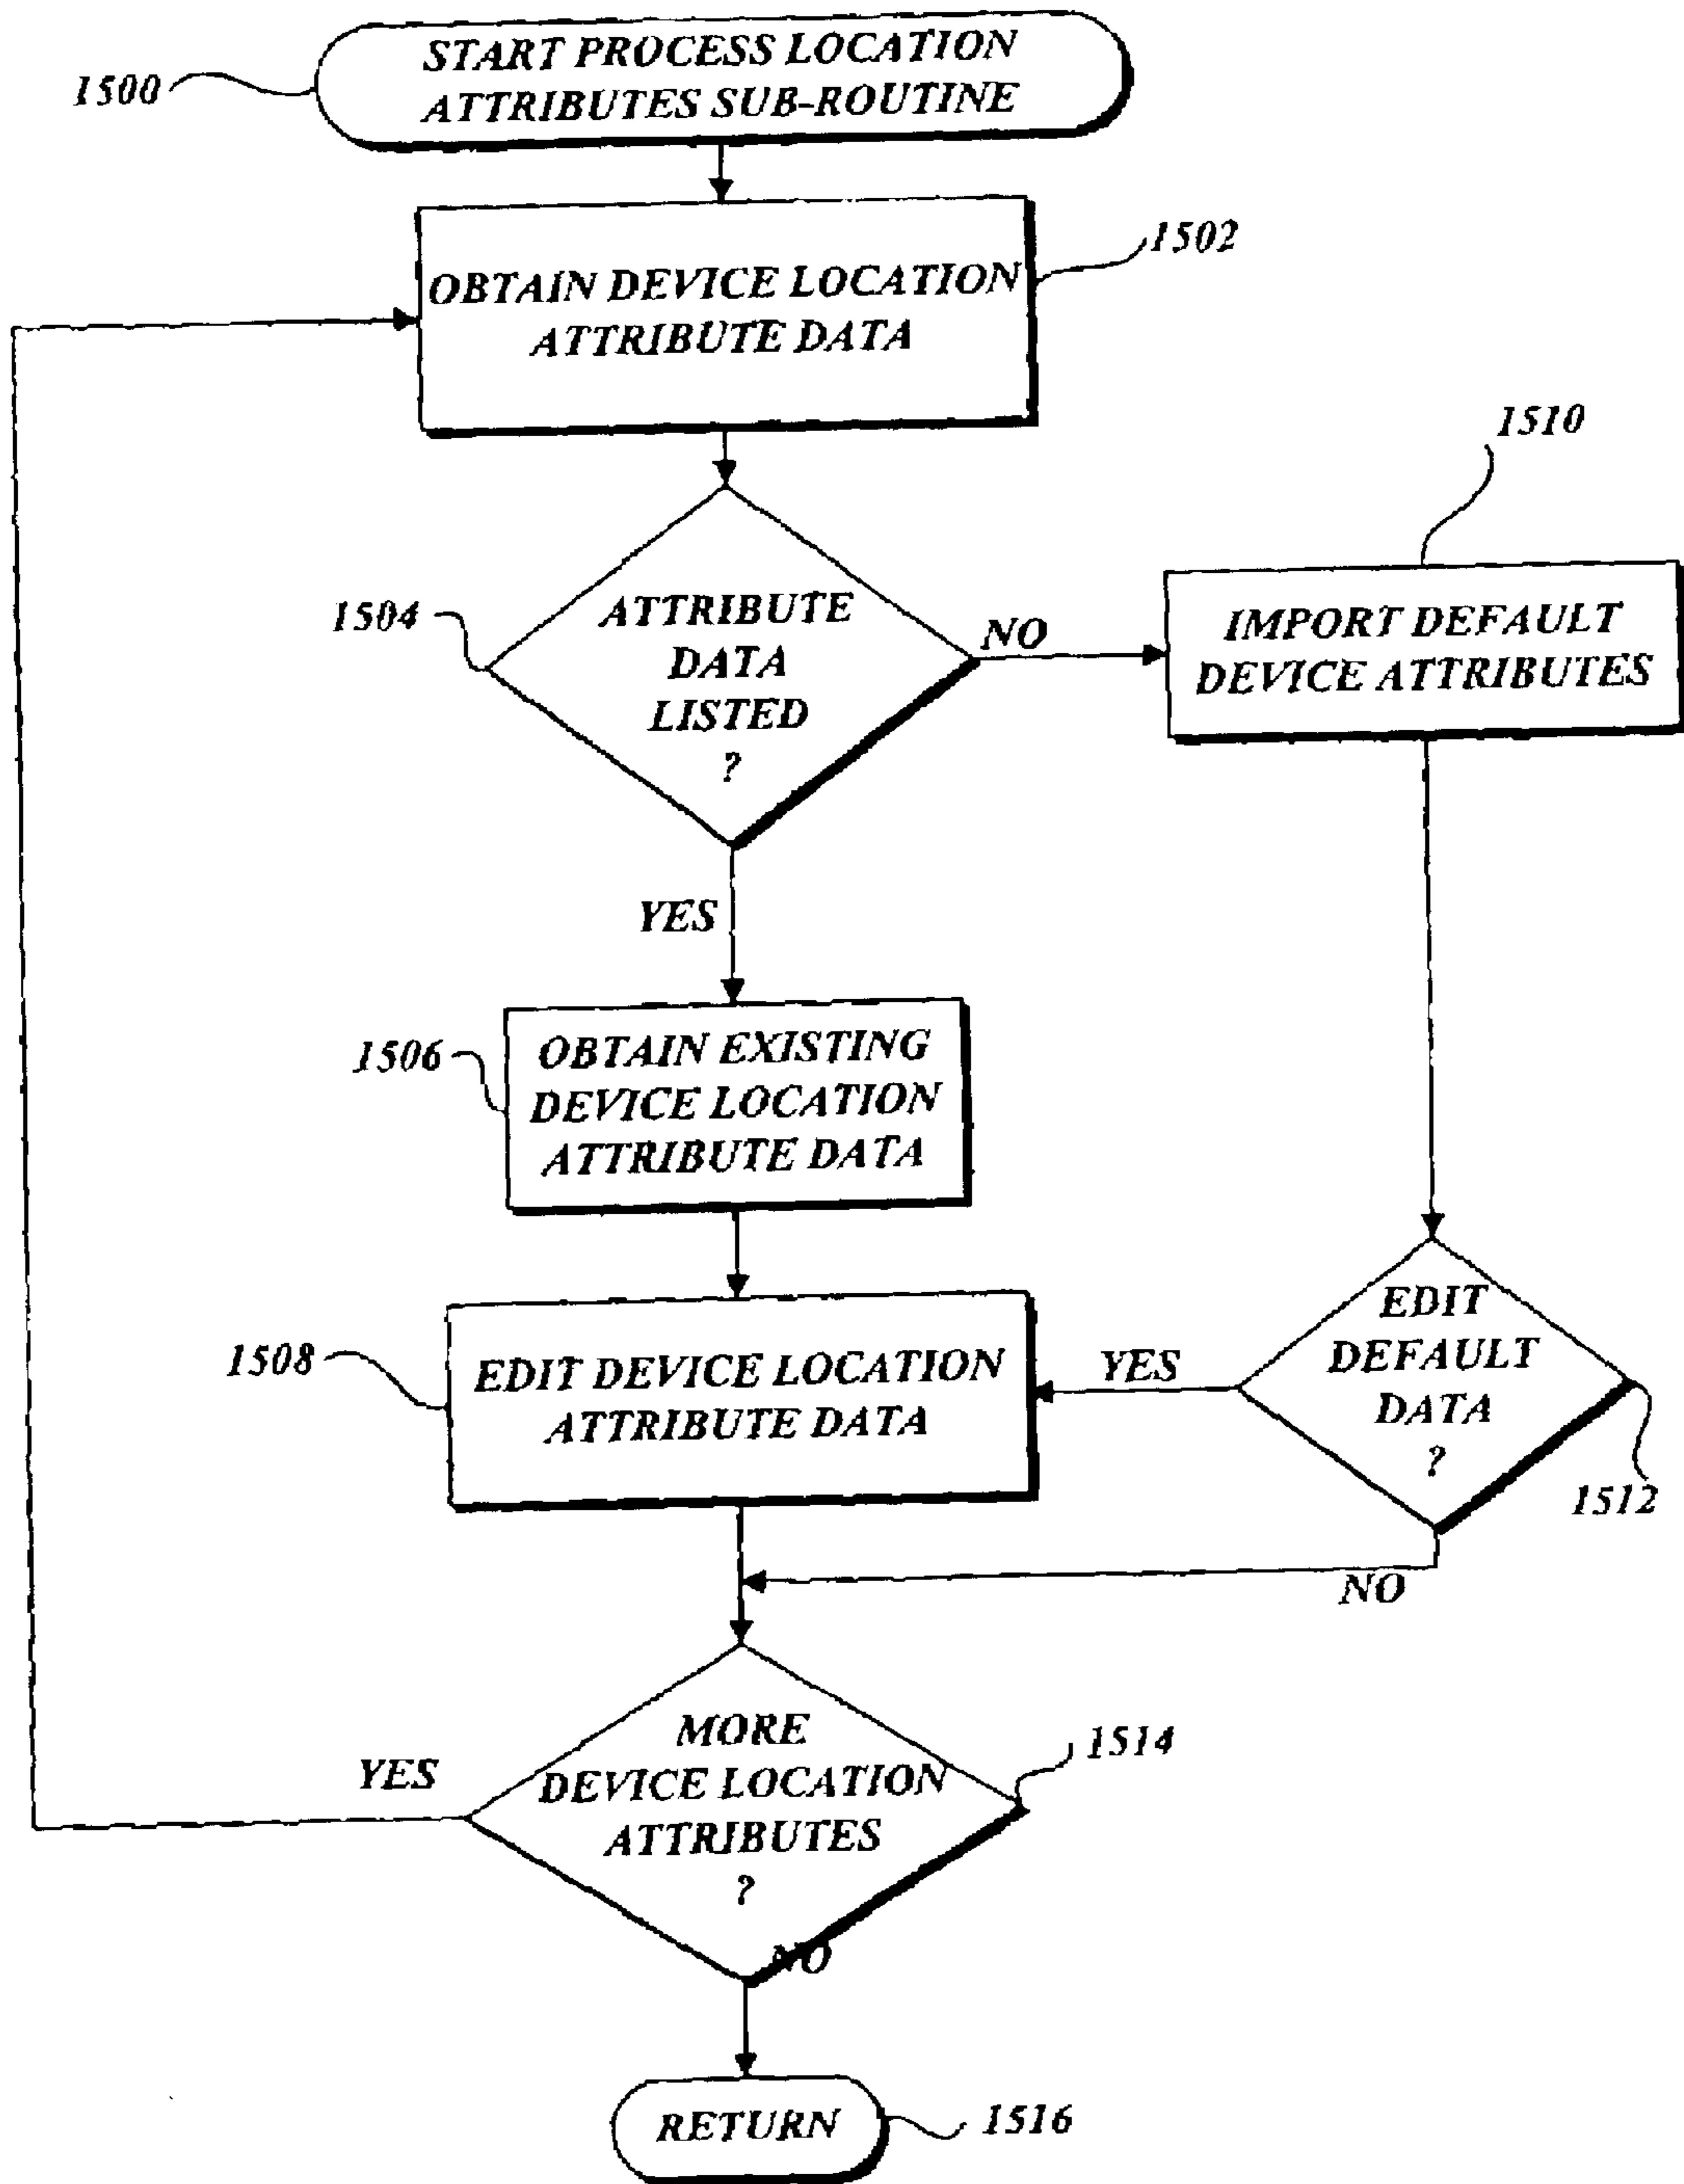 START PROCESS LOCATION
ATTRIBUTES SUB-ROUTINE
1500
OBTAIN DEVICE LOCATION
ATTRIBUTE DATA
1502
1510
ATTRIBUTE
DATA
LISTED
?
1504
NO
IMPORT DEFAULT
DEVICE ATTRIBUTES
YES
1506
OBTAIN EXISTING
DEVICE LOCATION
ATTRIBUTE DATA
1508
EDIT DEVICE LOCATION
ATTRIBUTE DATA
YES
EDIT
DEFAULT
DATA
?
1512
NO
MORE
DEVICE LOCATION
ATTRIBUTES
?
1514
YES
NO
RETURN
1516